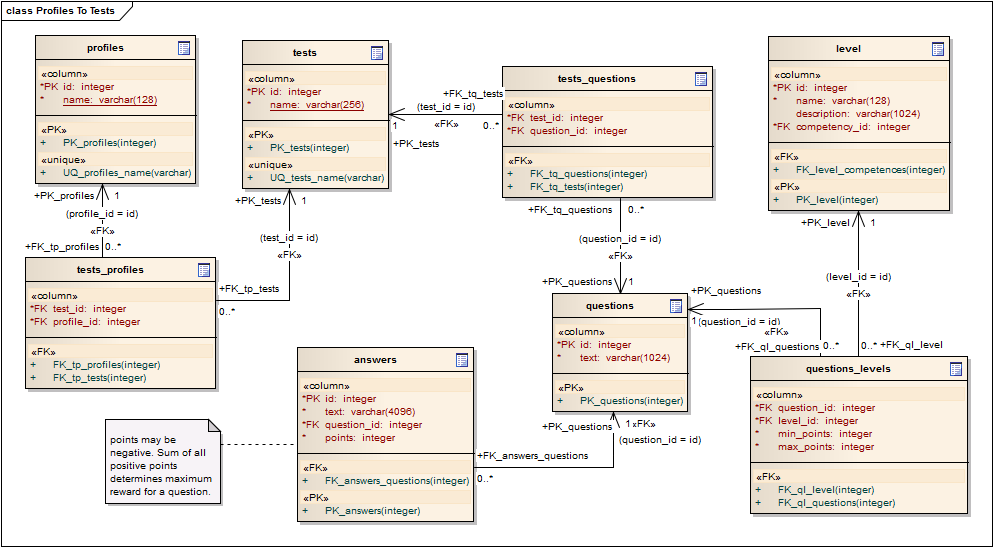 class Profiles To Tests
profiles
«column»
*PK id: integer
* name: varchar(128)
«PK»
+ PK_profiles(integer)
«unique»
+ UQ_profiles_name(varchar)
tests
«column»
*PK id: integer
* name: varchar(256)
«PK»
+ PK_tests(integer)
«unique»
+ UQ_tests_name(varchar)
+FK_tq_tests
(test_id = id)
«FK»
0..*
1
+PK_tests
tests_questions
«column»
*FK test_id: integer
*FK question_id: integer
«FK»
+ FK_tq_questions(integer)
+ FK_tq_tests(integer)
level
«column»
*PK id: integer
* name: varchar(128)
description: varchar(1024)
*FK competency_id: integer
«FK»
+ FK_level_competences(integer)
«PK»
+ PK_level(integer)
+PK_profiles
1
(profile_id = id)
«FK»
+FK_tp_profiles
0..*
+PK_tests
1
(test_id = id)
«FK»
+FK_tp_tests
0..*
+FK_tq_questions
0..*
(question_id = id)
«FK»
+PK_questions
1
+PK_level
1
(level_id = id)
«FK»
0..*
+FK_ql_level
tests_profiles
«column»
*FK test_id: integer
*FK profile_id: integer
«FK»
+ FK_tp_profiles(integer)
+ FK_tp_tests(integer)
questions
«column»
*PK id: integer
* text: varchar(1024)
«PK»
+ PK_questions(integer)
+PK_questions
1
(question_id = id)
«FK»
+FK_ql_questions
0..*
answers
«column»
*PK id: integer
* text: varchar(4096)
*FK question_id: integer
* points: integer
«FK»
+ FK_answers_questions(integer)
«PK»
+ PK_answers(integer)
questions_levels
«column»
*FK question_id: integer
*FK level_id: integer
* min_points: integer
* max_points: integer
«FK»
+ FK_ql_level(integer)
+ FK_ql_questions(integer)
+PK_questions
1
«FK»
(question_id = id)
+FK_answers_questions
0..*
points may be
negative. Sum of all
positive points
determines maximum
reward for a question.